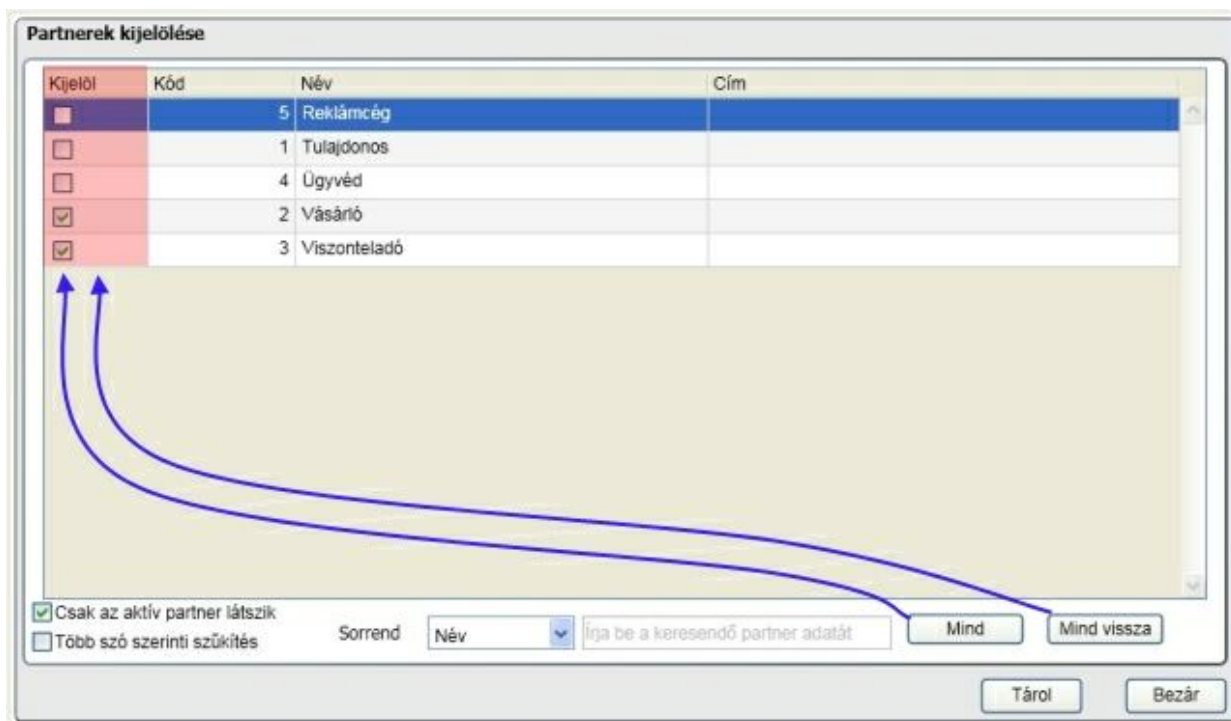 Partnerek kijelölése
Kijelöl Kód Név Cím
5 Reklámcég
1 Tulajdonos
4 Ügyvéd
2 Vásárló
3 Viszonteladó
Csak az aktív partner látszik
Több szó szerinti szűkítés Sorrend Név Írja be a keresendő partner adatát Mind Mind vissza
Tárol Bezár